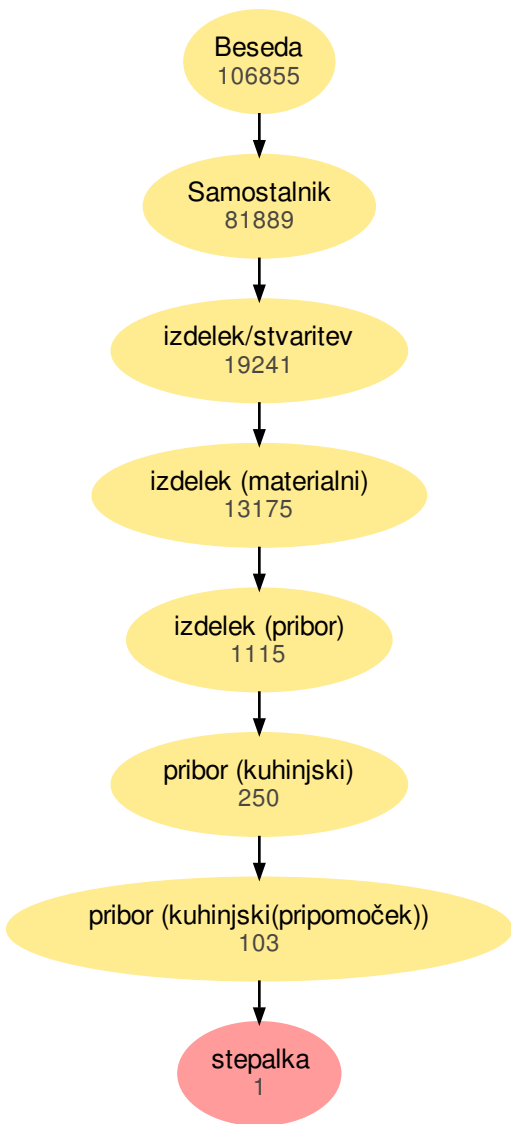 Beseda
106855
Samostalnik
81889
izdelek/stvaritev
19241
izdelek (materialni)
13175
izdelek (pribor)
1115
pribor (kuhinjski)
250
pribor (kuhinjski(pripomoček))
103
stepalka
1